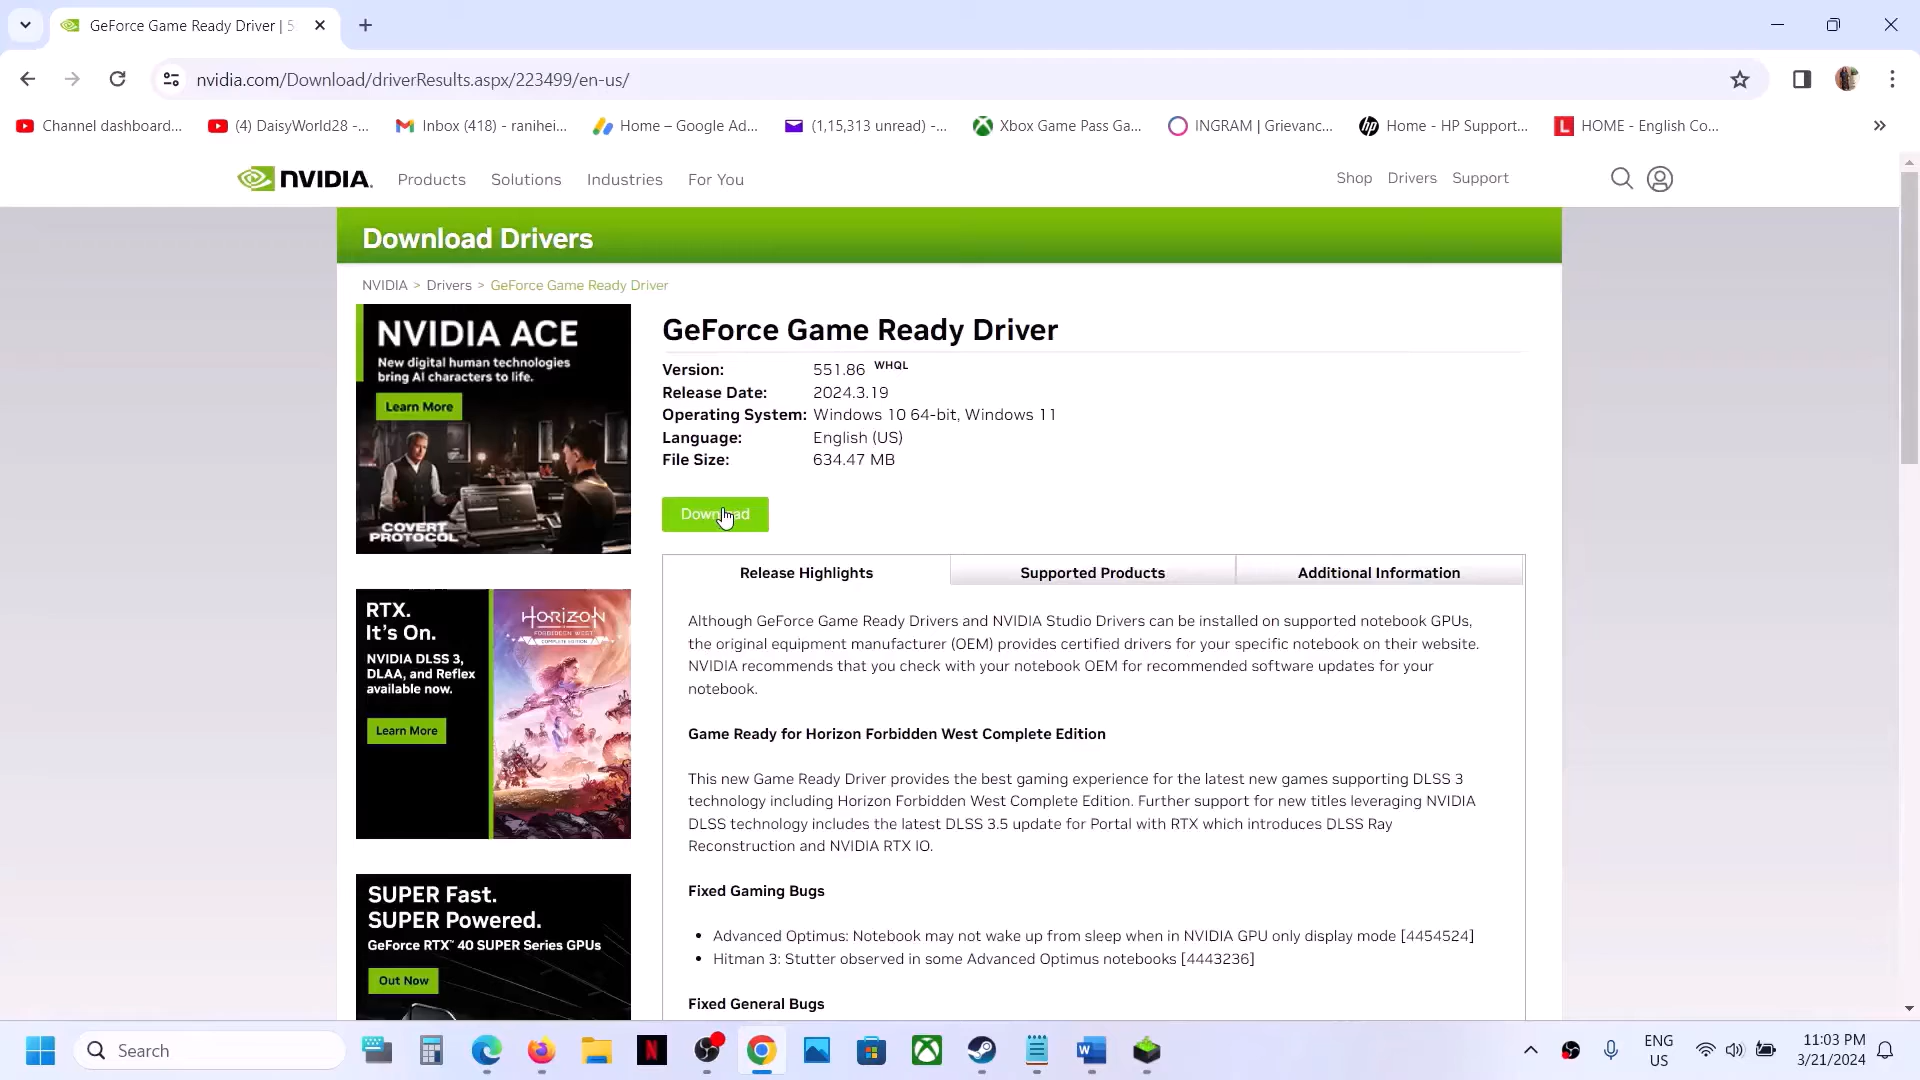 GeForce Game Ready Driver | 5
nvidia.com/Download/driverResults.aspx/223499/en-us/
Channel dashboard...
(4) DaisyWorld28 -...
Inbox (418) - ranihei...
Home – Google Ad...
(1,15,313 unread) -...
Xbox Game Pass Ga...
INGRAM | Grievanc...
Home - HP Support...
HOME - English Co...
NVIDIA.
Products
Solutions
Industries
For You
Shop
Drivers
Support
Download Drivers
NVIDIA > Drivers > GeForce Game Ready Driver
NVIDIA ACE
New digital human technologies
bring AI characters to life.
Learn More
COVERT
PROTOCOL
GeForce Game Ready Driver
Version: 551.86 WHQL
Release Date: 2024.3.19
Operating System: Windows 10 64-bit, Windows 11
Language: English (US)
File Size: 634.47 MB
Download
Release Highlights
Supported Products
Additional Information
Although GeForce Game Ready Drivers and NVIDIA Studio Drivers can be installed on supported notebook GPUs,
the original equipment manufacturer (OEM) provides certified drivers for your specific notebook on their website.
NVIDIA recommends that you check with your notebook OEM for recommended software updates for your
notebook.
Game Ready for Horizon Forbidden West Complete Edition
This new Game Ready Driver provides the best gaming experience for the latest new games supporting DLSS 3
technology including Horizon Forbidden West Complete Edition. Further support for new titles leveraging NVIDIA
DLSS technology includes the latest DLSS 3.5 update for Portal with RTX which introduces DLSS Ray
Reconstruction and NVIDIA RTX IO.
Fixed Gaming Bugs
• Advanced Optimus: Notebook may not wake up from sleep when in NVIDIA GPU only display mode [4454524]
• Hitman 3: Stutter observed in some Advanced Optimus notebooks [4443236]
Fixed General Bugs
RTX.
It's On.
NVIDIA DLSS 3,
DLAA, and Reflex
available now.
Learn More
HORIZON
FORBIDDEN WEST
COMPLETE EDITION
SUPER Fast.
SUPER Powered.
GeForce RTX™ 40 SUPER Series GPUs
Out Now
Search
ENG
US
11:03 PM
3/21/2024